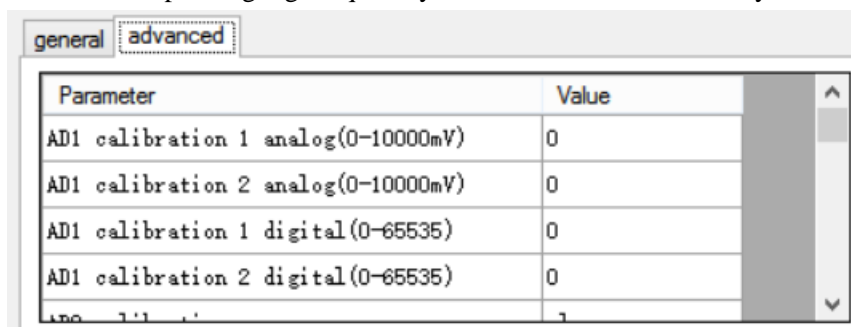 general advanced
Parameter Value
AD1 calibration 1 analog(0-10000mV) 0
AD1 calibration 2 analog(0-10000mV) 0
AD1 calibration 1 digital(0-65535) 0
AD1 calibration 2 digital(0-65535) 0